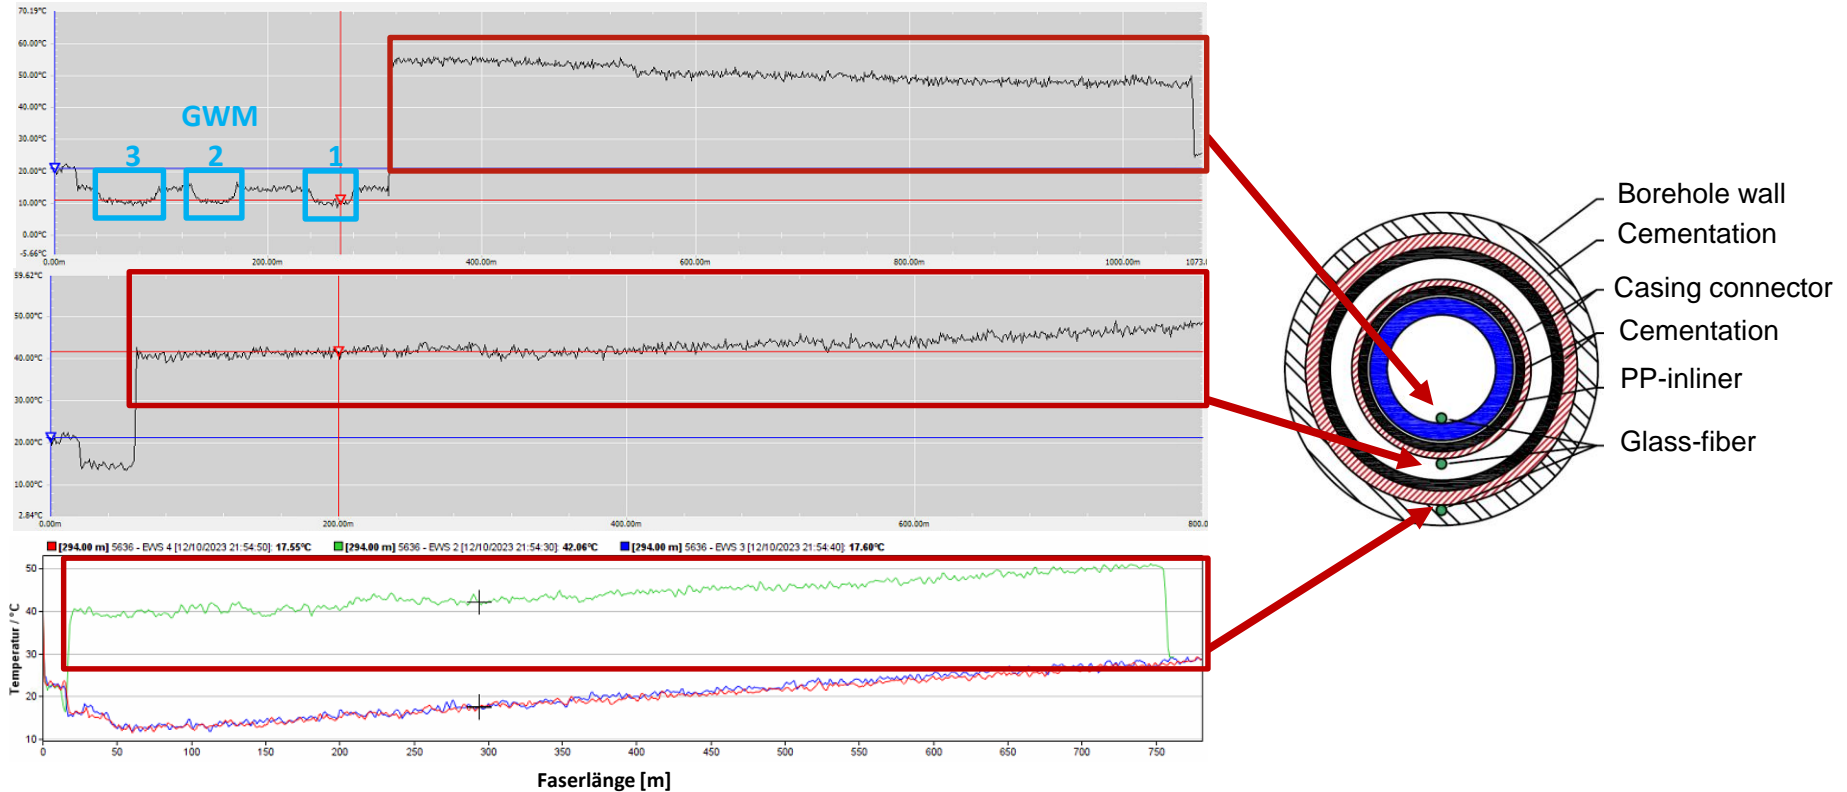 70.19°C
60.00°C
50.00°C
40.00°C
30.00°C
20.00°C
10.00°C
0.00°C
-5.66°C
GWM
3 2 1
0.00m 200.00m 400.00m 600.00m 800.00m 1000.00m 1073.0
59.62°C
50.00°C
40.00°C
30.00°C
20.00°C
10.00°C
2.84°C
0.00m 200.00m 400.00m 600.00m 800.0
[294.00 m] 5636 - EWS 4 [12/10/2023 21:54:50]: 17.55°C [294.00 m] 5636 - EWS 2 [12/10/2023 21:54:30]: 42.06°C [294.00 m] 5636 - EWS 3 [12/10/2023 21:54:40]: 17.60°C
Temperatur / °C
50
40
30
20
10
0 50 100 150 200 250 300 350 400 450 500 550 600 650 700 750
Faserlänge [m]
Borehole wall
Cementation
Casing connector
Cementation
PP-inliner
Glass-fiber